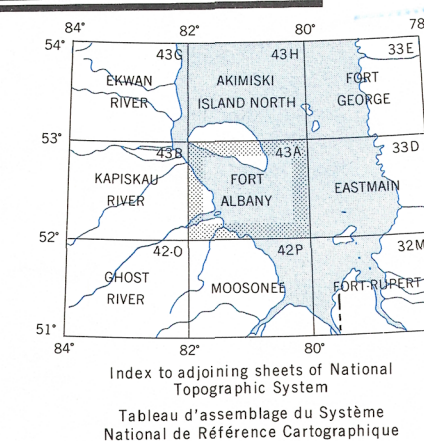 84° 82° 80° 78
54° 43G 43H 33E
EKWAN RIVER
AKIMISKI ISLAND NORTH
FORT GEORGE
53° 43B 43A 33D
KAPISKAU RIVER
FORT ALBANY
EASTMAIN
52° 42-O 42P 32M
GHOST RIVER
MOOSONEE
FORT RUPERT
51°
84° 82° 80°
Index to adjoining sheets of National
Topographic System
Tableau d'assemblage du Système
National de Référence Cartographique